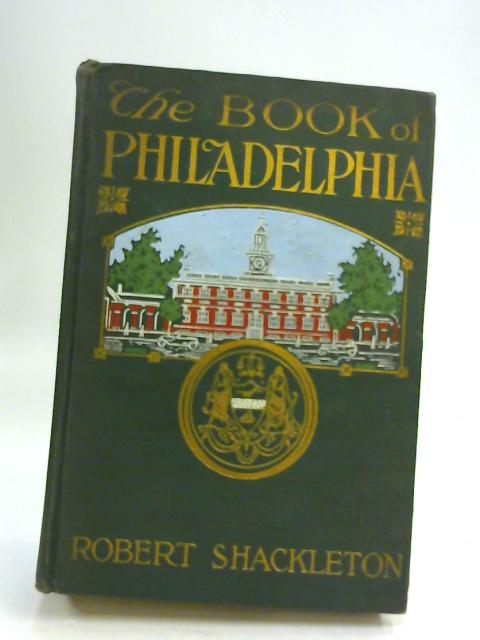 The BOOK of
PHILADELPHIA
ROBERT SHACKLETON